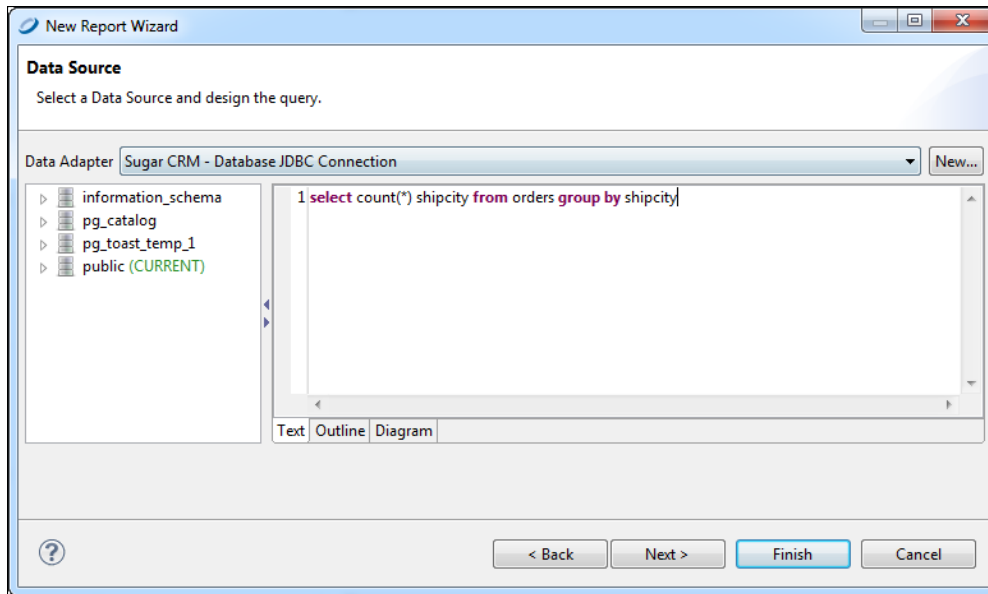 New Report Wizard
Data Source
Select a Data Source and design the query.
Data Adapter Sugar CRM - Database JDBC Connection New...
information_schema
pg_catalog
pg_toast_temp_1
public (CURRENT)
1 select count(*) shipcity from orders group by shipcity
Text Outline Diagram
? < Back Next > Finish Cancel